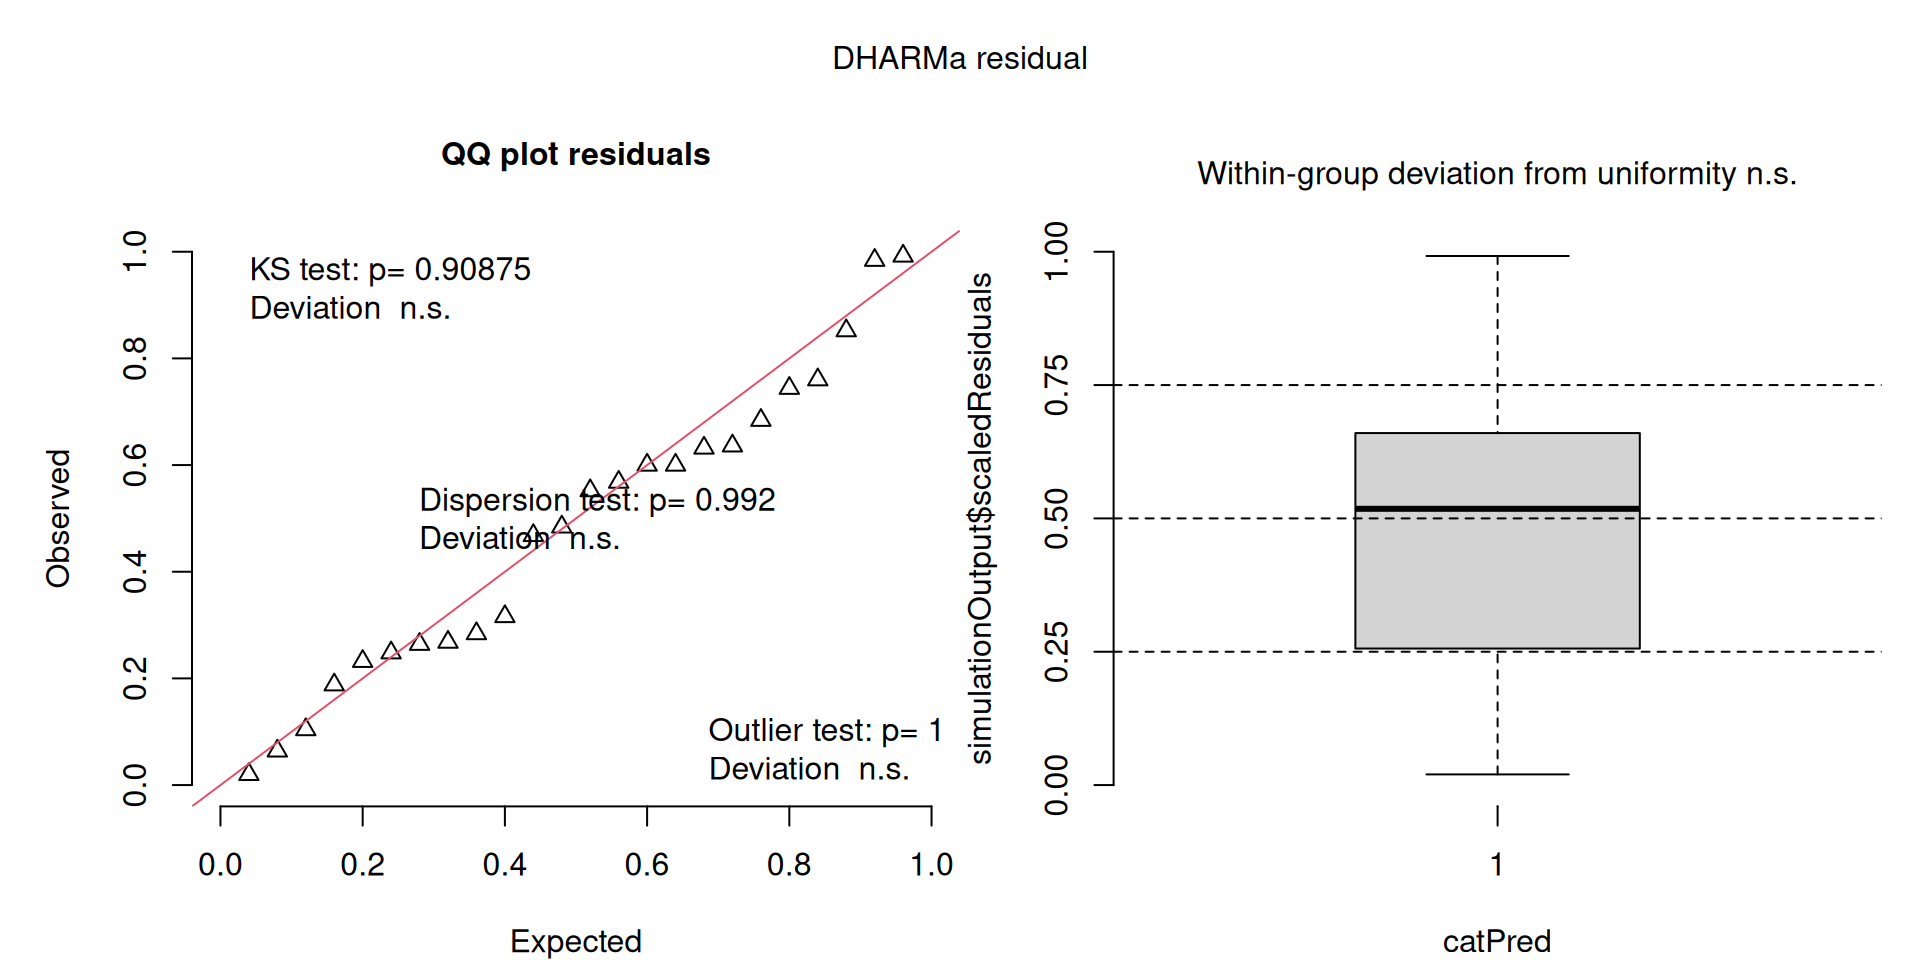 DHARMa residual
QQ plot residuals
KS test: p= 0.90875
Deviation  n.s.
Dispersion test: p= 0.992
Deviation  n.s.
Outlier test: p= 1
Deviation  n.s.
Observed
0.0
0.2
0.4
0.6
0.8
1.0
0.0 0.2 0.4 0.6 0.8 1.0
Expected
Within-group deviation from uniformity n.s.
simulationOutput$scaledResiduals
0.00
0.25
0.50
0.75
1.00
1
catPred